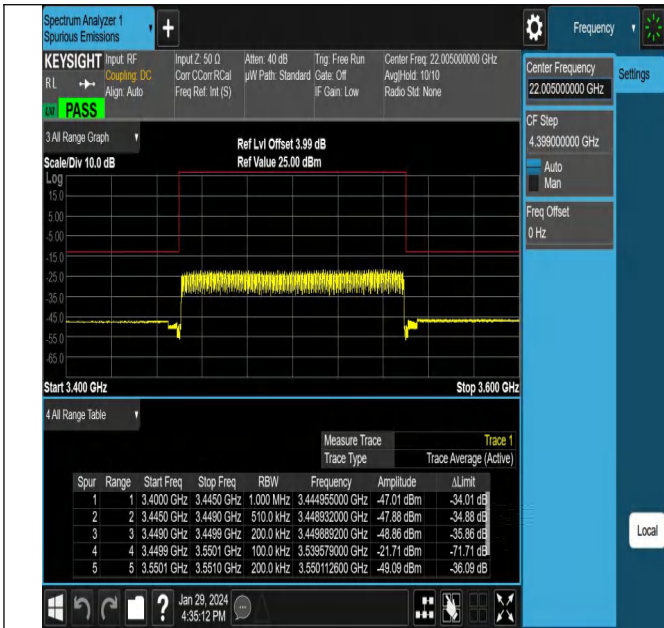 Spectrum Analyzer 1
Spurious Emissions
Frequency
KEYSIGHT
RL
Input: RF
Coupling: DC
Align: Auto
Input Z: 50 Ω
Corr CCorr RCal
Freq Ref: Int (S)
Atten: 40 dB
µW Path: Standard
Trig: Free Run
Gate: Off
IF Gain: Low
Center Freq: 22.005000000 GHz
Avg|Hold: 10/10
Radio Std: None
LXI
PASS
Center Frequency
22.005000000 GHz
Settings
CF Step
4.399000000 GHz
Auto
Man
Freq Offset
0 Hz
Local
3 All Range Graph
Scale/Div 10.0 dB
Ref Lvl Offset 3.99 dB
Ref Value 25.00 dBm
Log
15.0
5.00
-5.00
-15.0
-25.0
-35.0
-45.0
-55.0
-65.0
Start 3.400 GHz
Stop 3.600 GHz
4 All Range Table
Measure Trace Trace 1
Trace Type Trace Average (Active)
Spur Range Start Freq Stop Freq RBW Frequency Amplitude ΔLimit
1 1 3.4000 GHz 3.4450 GHz 1.000 MHz 3.444955000 GHz -47.01 dBm -34.01 dB
2 2 3.4450 GHz 3.4490 GHz 510.0 kHz 3.448932000 GHz -47.88 dBm -34.88 dB
3 3 3.4490 GHz 3.4499 GHz 200.0 kHz 3.449889200 GHz -48.86 dBm -35.86 dB
4 4 3.4499 GHz 3.5501 GHz 100.0 kHz 3.539579000 GHz -21.71 dBm -71.71 dB
5 5 3.5501 GHz 3.5510 GHz 200.0 kHz 3.550112600 GHz -49.09 dBm -36.09 dB
Jan 29, 2024
4:35:12 PM